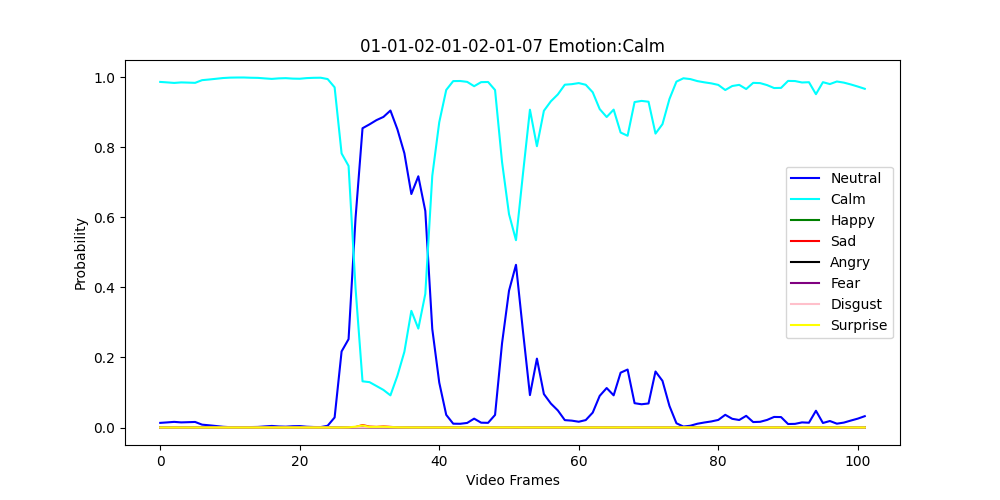 01-01-02-01-02-01-07 Emotion:Calm
Probability
1.0
0.8
0.6
0.4
0.2
0.0
Neutral
Calm
Happy
Sad
Angry
Fear
Disgust
Surprise
0 20 40 60 80 100
Video Frames